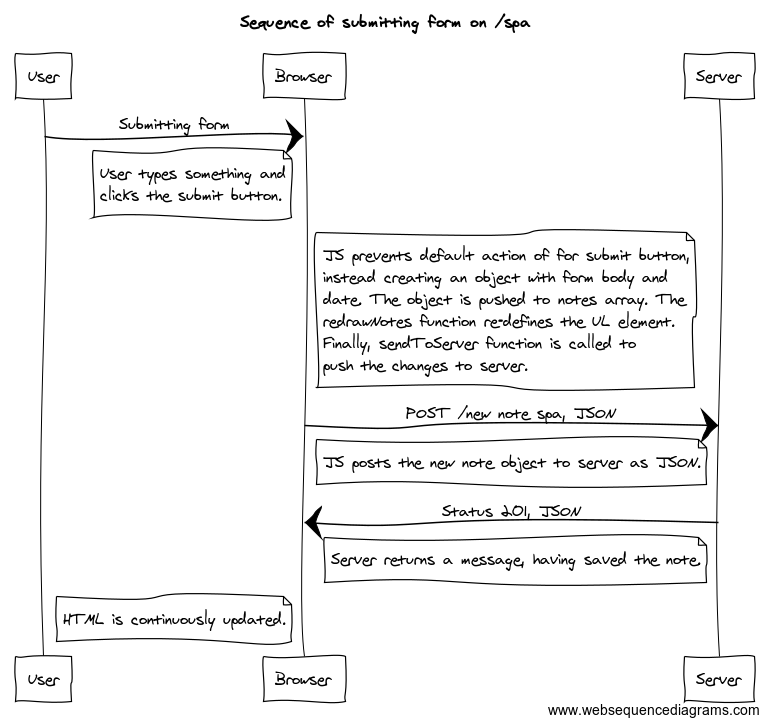 Sequence of submitting form on /spa
User Browser Server
Submitting form
User types something and
clicks the submit button.
JS prevents default action of for submit button,
instead creating an object with form body and
date. The object is pushed to notes array. The
redrawNotes function re-defines the UL element.
Finally, sendToServer function is called to
push the changes to server.
POST /new note spa, JSON
JS posts the new note object to server as JSON.
Status 201, JSON
Server returns a message, having saved the note.
HTML is continuously updated.
User Browser Server
www.websequencediagrams.com